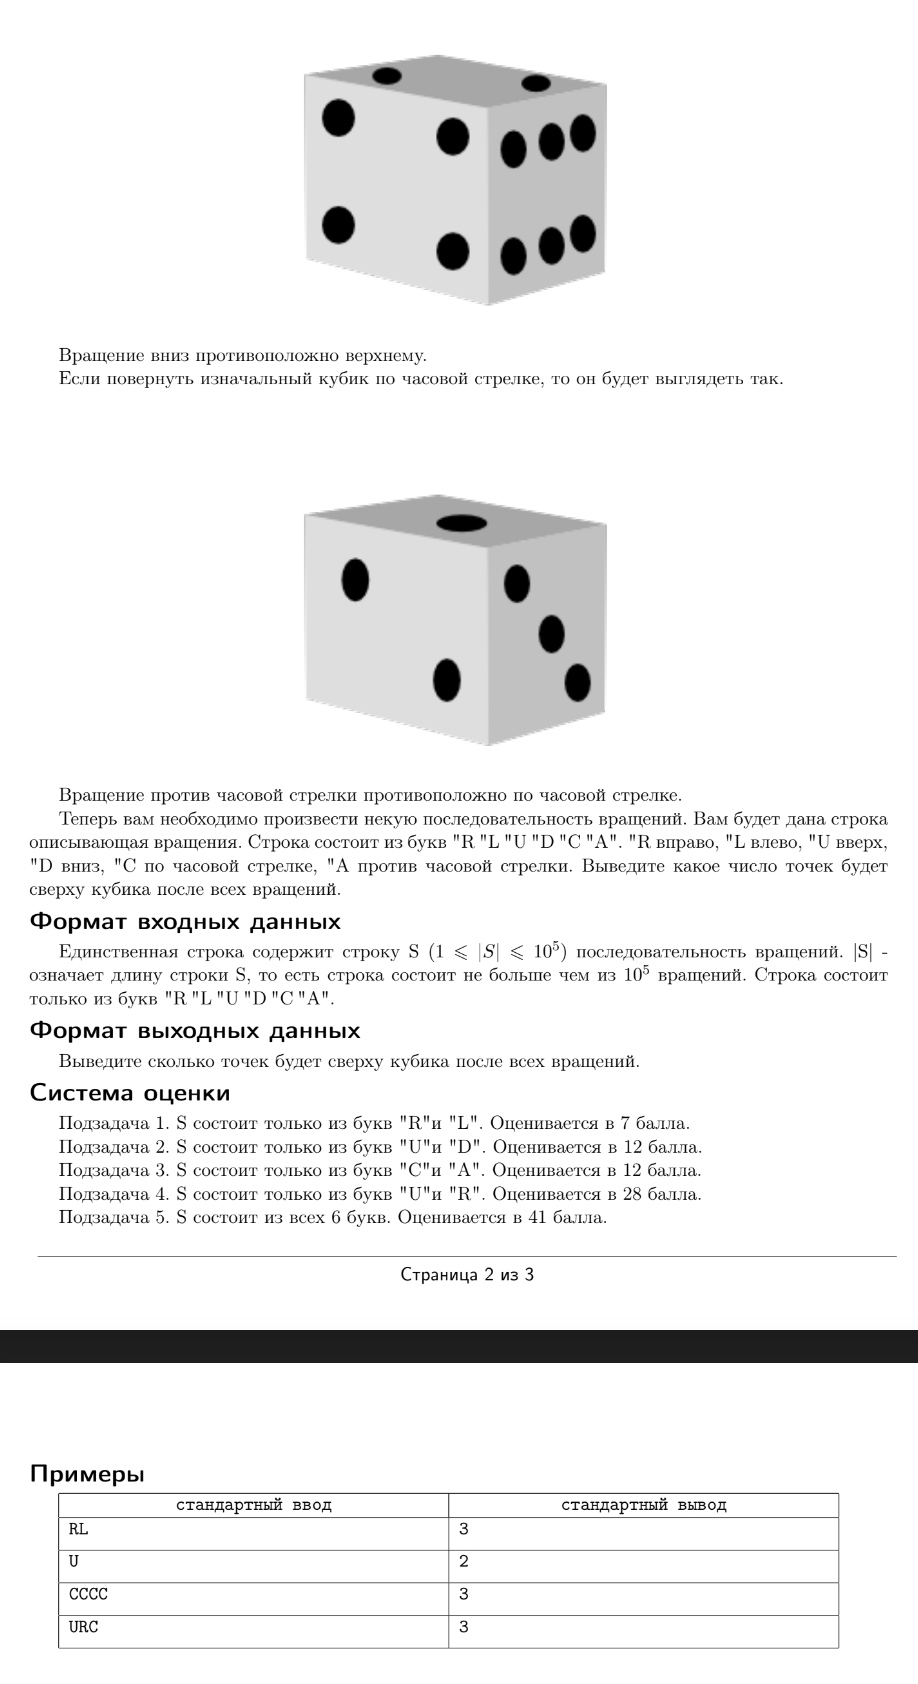 Вращение вниз противоположно верхнему.
Если повернуть изначальный кубик по часовой стрелке, то он будет выглядеть так.
Вращение против часовой стрелки противоположно по часовой стрелке.
Теперь вам необходимо произвести некую последовательность вращений. Вам будет дана строка
описывающая вращения. Строка состоит из букв "R "L "U "D "C "A". "R вправо, "L влево, "U вверх,
"D вниз, "C по часовой стрелке, "A против часовой стрелки. Выведите какое число точек будет
сверху кубика после всех вращений.
Формат входных данных
Единственная строка содержит строку S (1 ⩽ |S| ⩽ 10⁵) последовательность вращений. |S| -
означает длину строки S, то есть строка состоит не больше чем из 10⁵ вращений. Строка состоит
только из букв "R "L "U "D "C "A".
Формат выходных данных
Выведите сколько точек будет сверху кубика после всех вращений.
Система оценки
Подзадача 1. S состоит только из букв "R"и "L". Оценивается в 7 балла.
Подзадача 2. S состоит только из букв "U"и "D". Оценивается в 12 балла.
Подзадача 3. S состоит только из букв "C"и "A". Оценивается в 12 балла.
Подзадача 4. S состоит только из букв "U"и "R". Оценивается в 28 балла.
Подзадача 5. S состоит из всех 6 букв. Оценивается в 41 балла.
Страница 2 из 3
Примеры
стандартный ввод стандартный вывод
RL 3
U 2
CCCC 3
URC 3